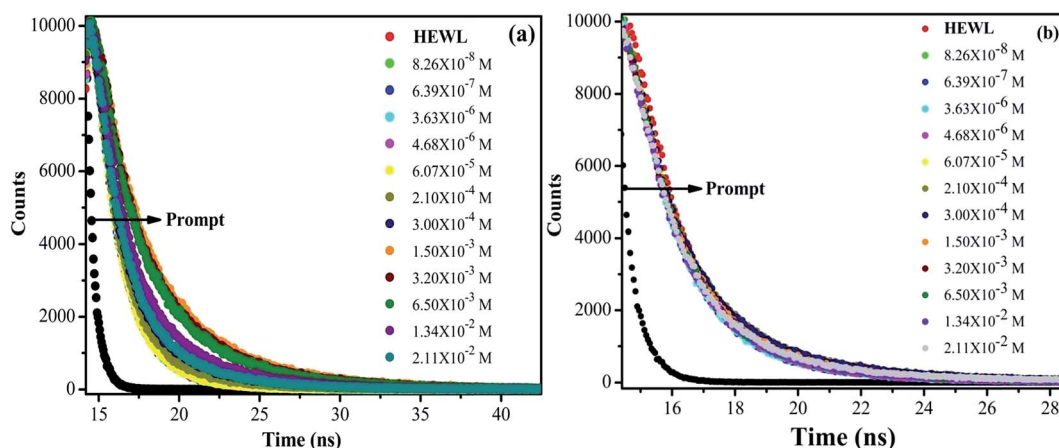 (a)
10000
8000
6000
4000
2000
0
Counts
15 20 25 30 35 40
Time (ns)
Prompt
HEWL
8.26X10⁻⁸ M
6.39X10⁻⁷ M
3.63X10⁻⁶ M
4.68X10⁻⁶ M
6.07X10⁻⁵ M
2.10X10⁻⁴ M
3.00X10⁻⁴ M
1.50X10⁻³ M
3.20X10⁻³ M
6.50X10⁻³ M
1.34X10⁻² M
2.11X10⁻² M
(b)
10000
8000
6000
4000
2000
0
Counts
16 18 20 22 24 26 28
Time (ns)
Prompt
HEWL
8.26X10⁻⁸ M
6.39X10⁻⁷ M
3.63X10⁻⁶ M
4.68X10⁻⁶ M
6.07X10⁻⁵ M
2.10X10⁻⁴ M
3.00X10⁻⁴ M
1.50X10⁻³ M
3.20X10⁻³ M
6.50X10⁻³ M
1.34X10⁻² M
2.11X10⁻² M